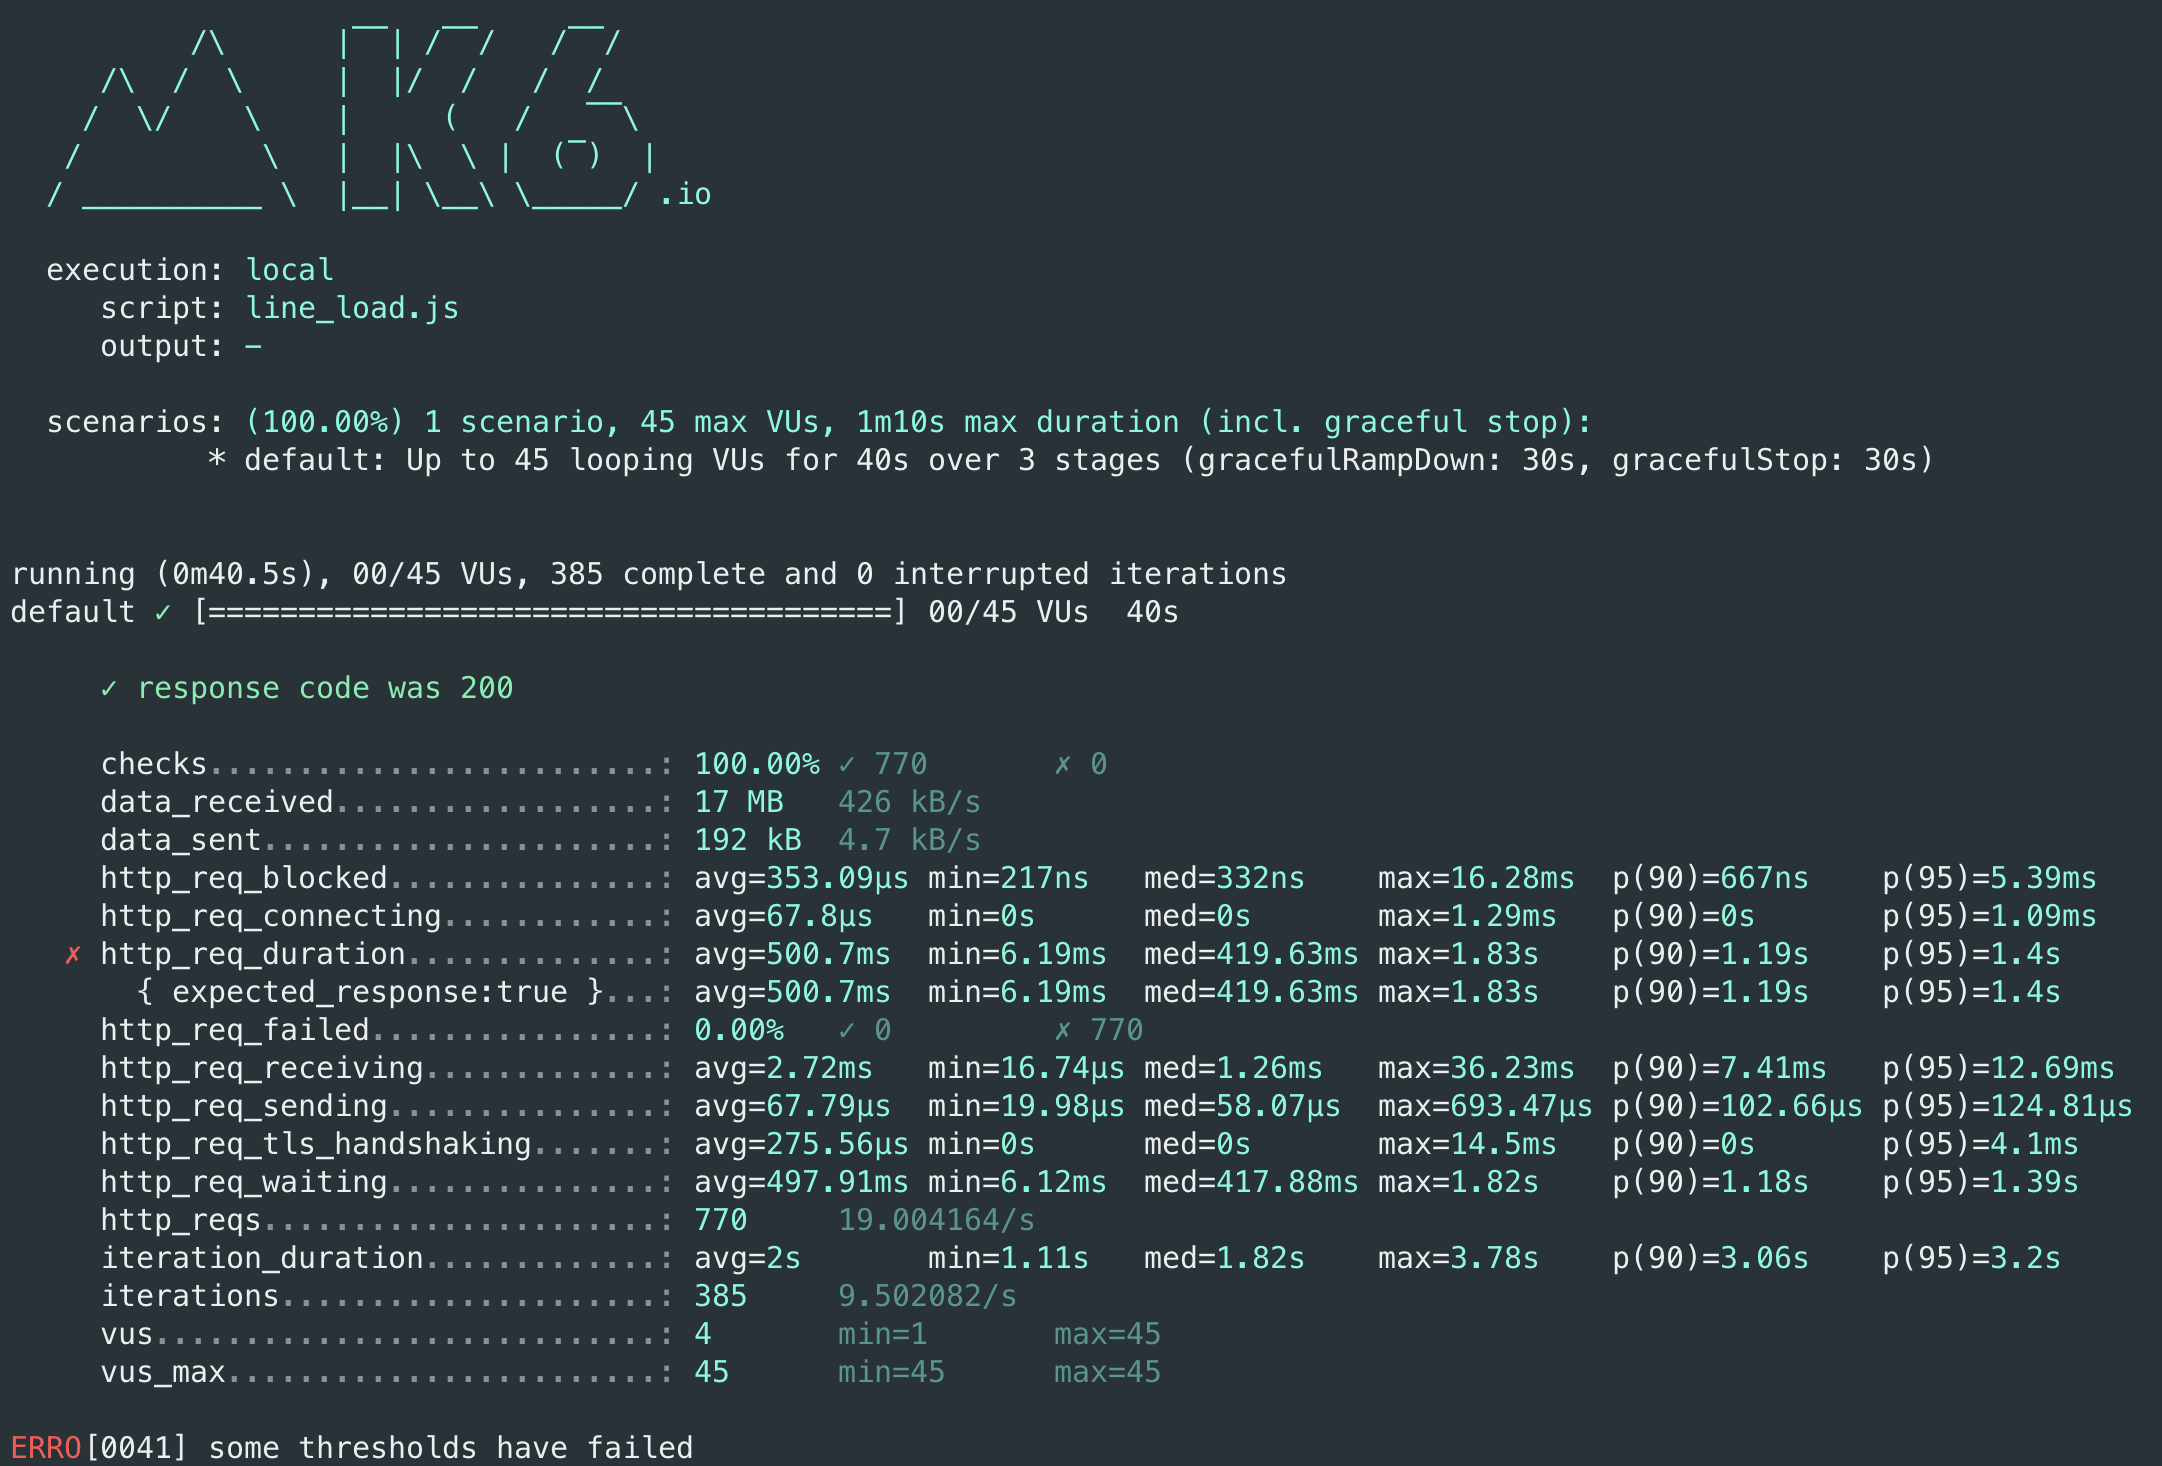 /\      |‾‾| /‾‾/   /‾‾/
     /\  /  \     |  |/  /   /  /
    /  \/    \    |     (   /   ‾‾\
   /          \   |  |\  \ |  (‾)  |
  / __________ \  |__| \__\ \_____/ .io

  execution: local
     script: line_load.js
     output: -

  scenarios: (100.00%) 1 scenario, 45 max VUs, 1m10s max duration (incl. graceful stop):
           * default: Up to 45 looping VUs for 40s over 3 stages (gracefulRampDown: 30s, gracefulStop: 30s)

running (0m40.5s), 00/45 VUs, 385 complete and 0 interrupted iterations
default ✓ [======================================] 00/45 VUs  40s

     ✓ response code was 200

     checks.........................: 100.00% ✓ 770       ✗ 0
     data_received..................: 17 MB   426 kB/s
     data_sent......................: 192 kB  4.7 kB/s
     http_req_blocked...............: avg=353.09µs min=217ns   med=332ns    max=16.28ms  p(90)=667ns    p(95)=5.39ms
     http_req_connecting............: avg=67.8µs   min=0s      med=0s       max=1.29ms   p(90)=0s       p(95)=1.09ms
   ✗ http_req_duration..............: avg=500.7ms  min=6.19ms  med=419.63ms max=1.83s    p(90)=1.19s    p(95)=1.4s
       { expected_response:true }...: avg=500.7ms  min=6.19ms  med=419.63ms max=1.83s    p(90)=1.19s    p(95)=1.4s
     http_req_failed................: 0.00%   ✓ 0         ✗ 770
     http_req_receiving.............: avg=2.72ms   min=16.74µs med=1.26ms   max=36.23ms  p(90)=7.41ms   p(95)=12.69ms
     http_req_sending...............: avg=67.79µs  min=19.98µs med=58.07µs  max=693.47µs p(90)=102.66µs p(95)=124.81µs
     http_req_tls_handshaking.......: avg=275.56µs min=0s      med=0s       max=14.5ms   p(90)=0s       p(95)=4.1ms
     http_req_waiting...............: avg=497.91ms min=6.12ms  med=417.88ms max=1.82s    p(90)=1.18s    p(95)=1.39s
     http_reqs......................: 770     19.004164/s
     iteration_duration.............: avg=2s       min=1.11s   med=1.82s    max=3.78s    p(90)=3.06s    p(95)=3.2s
     iterations.....................: 385     9.502082/s
     vus............................: 4       min=1       max=45
     vus_max........................: 45      min=45      max=45

ERRO[0041] some thresholds have failed